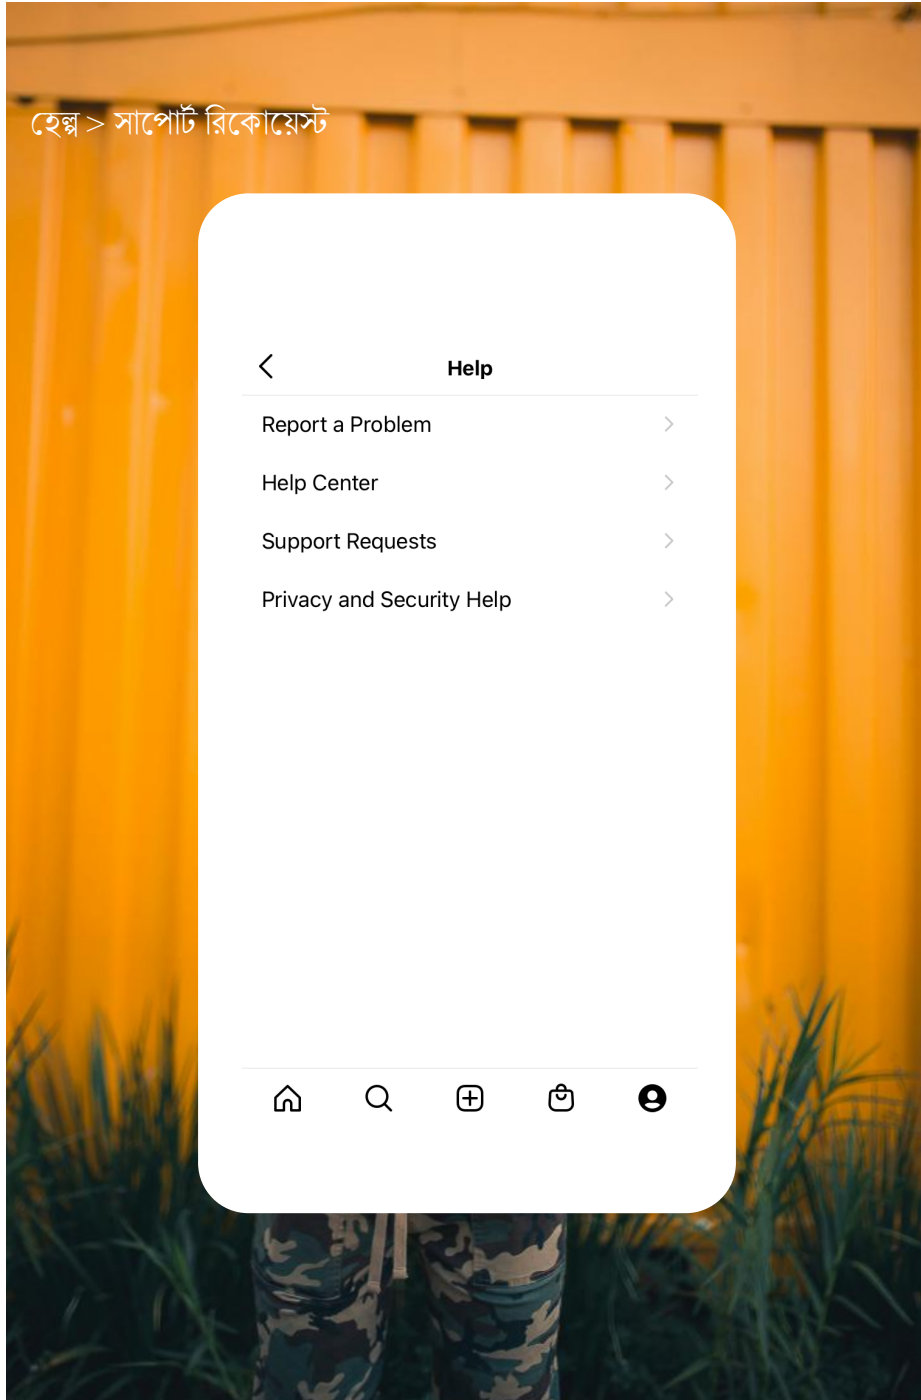 হেল্প > সাপোর্ট রিকোয়েস্ট
Help
Report a Problem
Help Center
Support Requests
Privacy and Security Help